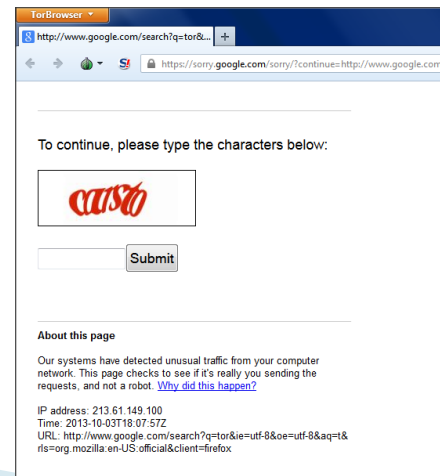 TorBrowser
http://www.google.com/search?q=tor&... +
https://sorry.google.com/sorry/?continue=http://www.google.com
To continue, please type the characters below:
Submit
About this page
Our systems have detected unusual traffic from your computer
network. This page checks to see if it's really you sending the
requests, and not a robot. Why did this happen?
IP address: 213.61.149.100
Time: 2013-10-03T18:07:57Z
URL: http://www.google.com/search?q=tor&ie=utf-8&oe=utf-8&aq=t&
rls=org.mozilla:en-US:official&client=firefox